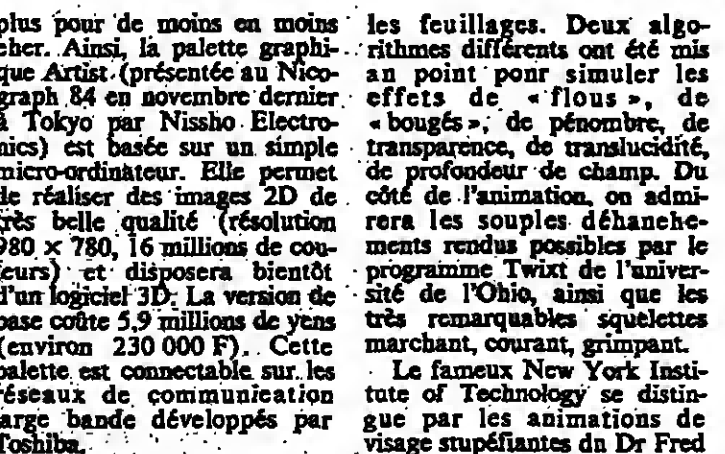 plus pour de moins en moins
cher. Ainsi, la palette graphi-
que Artist (présentée au Nico-
graph 84 en novembre dernier
à Tokyo par Nissho Electro-
nics) est basée sur un simple
micro-ordinateur. Elle permet
de réaliser des images 2D de
très belle qualité (résolution
980 × 780, 16 millions de cou-
leurs) et disposera bientôt
d'un logiciel 3D. La version de
base coûte 5,9 millions de yens
(environ 230 000 F). Cette
palette est connectable sur les
réseaux de communication
large bande développés par
Toshiba.
les feuillages. Deux algo-
rithmes différents ont été mis
an point ponr simuler les
effets de « flous », de
« bougés », de pénombre, de
transparence, de translucidité,
de profondeur de champ. Du
côté de l'animation, on admi-
rera les souples déhanche-
ments rendus possibles par le
programme Twixt de l'univer-
sité de l'Ohio, ainsi que les
très remarquables squelettes
marchant, courant, grimpant.
Le fameux New York Insti-
tute of Technology se distin-
gue par les animations de
visage stupéfiantes dn Dr Fred